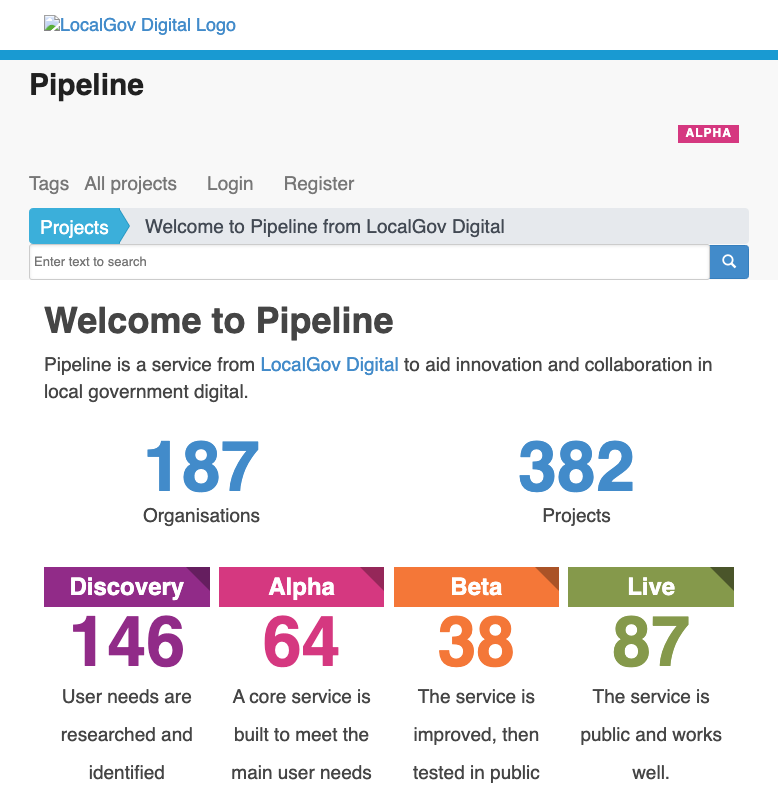 LocalGov Digital Logo
Pipeline
ALPHA
Tags All projects Login Register
Projects Welcome to Pipeline from LocalGov Digital
Enter text to search
Welcome to Pipeline
Pipeline is a service from LocalGov Digital to aid innovation and collaboration in
local government digital.
187
Organisations
382
Projects
Discovery
146
User needs are
researched and
identified
Alpha
64
A core service is
built to meet the
main user needs
Beta
38
The service is
improved, then
tested in public
Live
87
The service is
public and works
well.